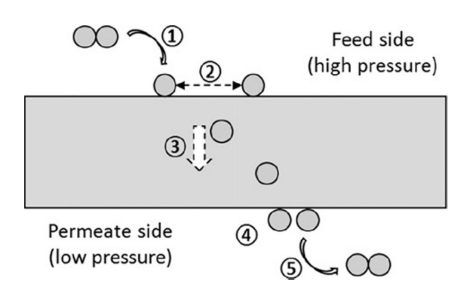 ①
Feed side
(high pressure)
②
③
Permeate side
(low pressure)
④
⑤